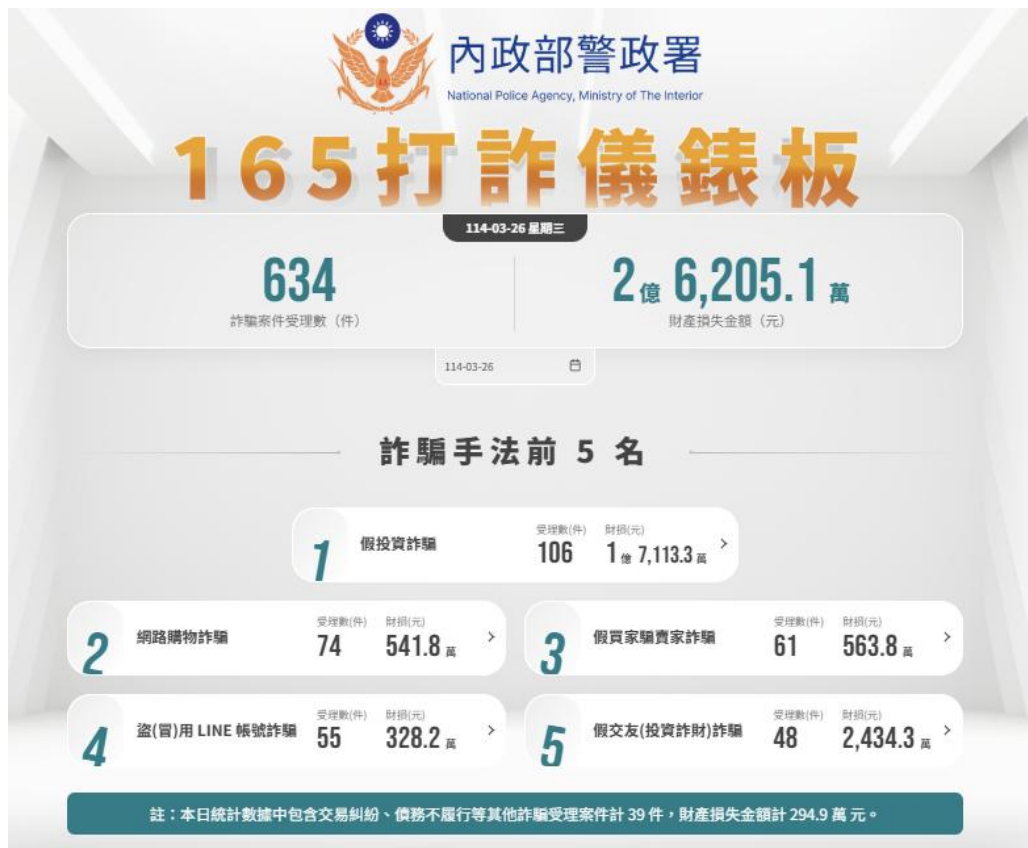 內政部警政署
National Police Agency, Ministry of The Interior
165打詐儀錶板
114-03-26 星期三
634
詐騙案件受理數（件）
2億 6,205.1 萬
財產損失金額（元）
114-03-26
詐騙手法前 5 名
1
假投資詐騙
受理數(件)
106
財損(元)
1 億 7,113.3 萬
2
網路購物詐騙
受理數(件)
74
財損(元)
541.8 萬
3
假買家騙賣家詐騙
受理數(件)
61
財損(元)
563.8 萬
4
盜(冒)用 LINE 帳號詐騙
受理數(件)
55
財損(元)
328.2 萬
5
假交友(投資詐財)詐騙
受理數(件)
48
財損(元)
2,434.3 萬
註：本日統計數據中包含交易糾紛、債務不履行等其他詐騙受理案件計 39 件，財產損失金額計 294.9 萬 元。